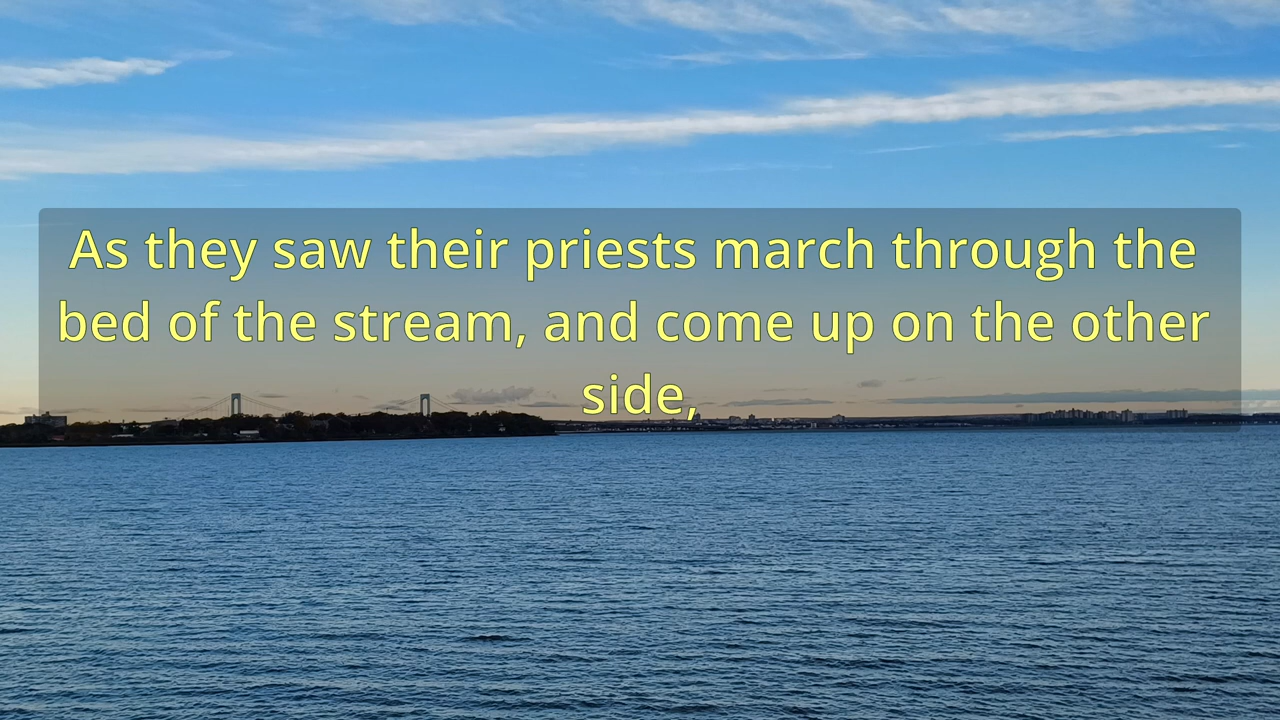 As they saw their priests march through the
bed of the stream, and come up on the other
side,